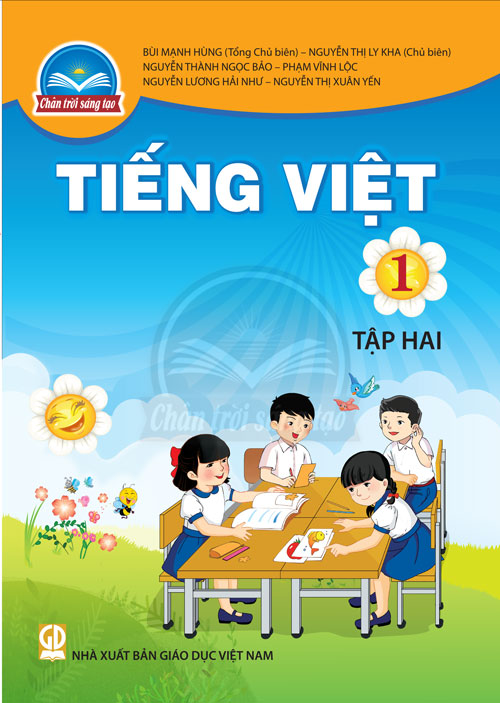 BÙI MẠNH HÙNG (Tổng Chủ biên) – NGUYỄN THỊ LY KHA (Chủ biên)
NGUYỄN THÀNH NGỌC BẢO – PHẠM VĨNH LỘC
NGUYỄN LƯƠNG HẢI NHƯ – NGUYỄN THỊ XUÂN YẾN
Chân trời sáng tạo
TIẾNG VIỆT
1
TẬP HAI
Chân trời sáng tạo
GD
NHÀ XUẤT BẢN GIÁO DỤC VIỆT NAM